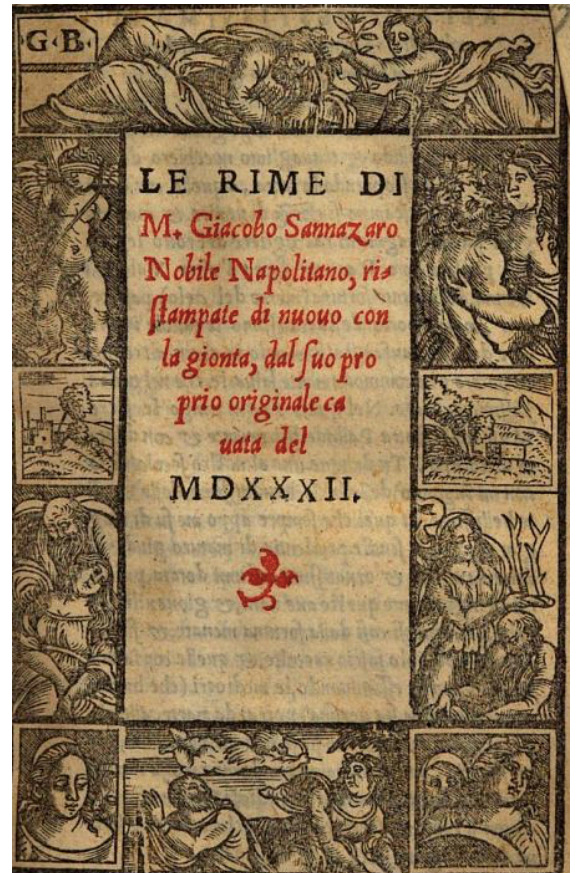 G·B·
LE RIME DI
M. Giacobo Sannazaro
Nobile Napolitano, ri-
stampate di nuouo con
la gionta, dal suo pro
prio originale ca
uata del
MDXXXII.